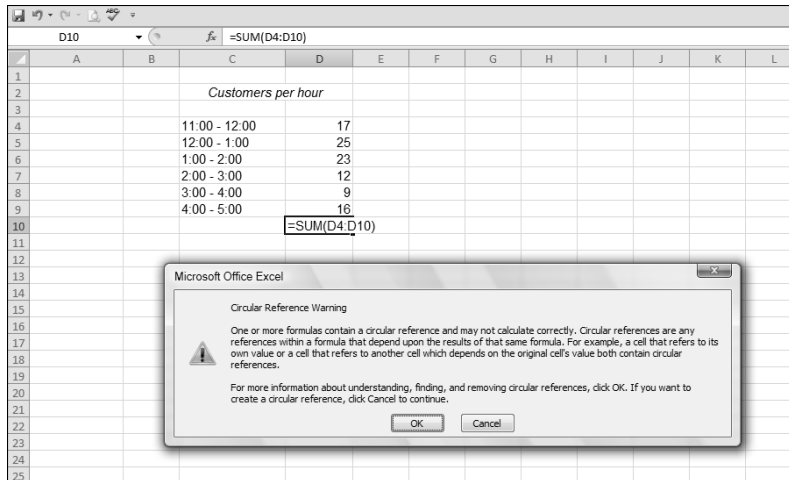 ABC
D10 fx =SUM(D4:D10)
A B C D E F G H I J K L
1
2 Customers per hour
3
4 11:00 - 12:00 17
5 12:00 - 1:00 25
6 1:00 - 2:00 23
7 2:00 - 3:00 12
8 3:00 - 4:00 9
9 4:00 - 5:00 16
10 =SUM(D4:D10)
11
12
13
14
15
16
17
18
19
20
21
22
23
24
25
Microsoft Office Excel
Circular Reference Warning
One or more formulas contain a circular reference and may not calculate correctly. Circular references are any
references within a formula that depend upon the results of that same formula. For example, a cell that refers to its
own value or a cell that refers to another cell which depends on the original cell's value both contain circular
references.
For more information about understanding, finding, and removing circular references, click OK. If you want to
create a circular reference, click Cancel to continue.
OK Cancel